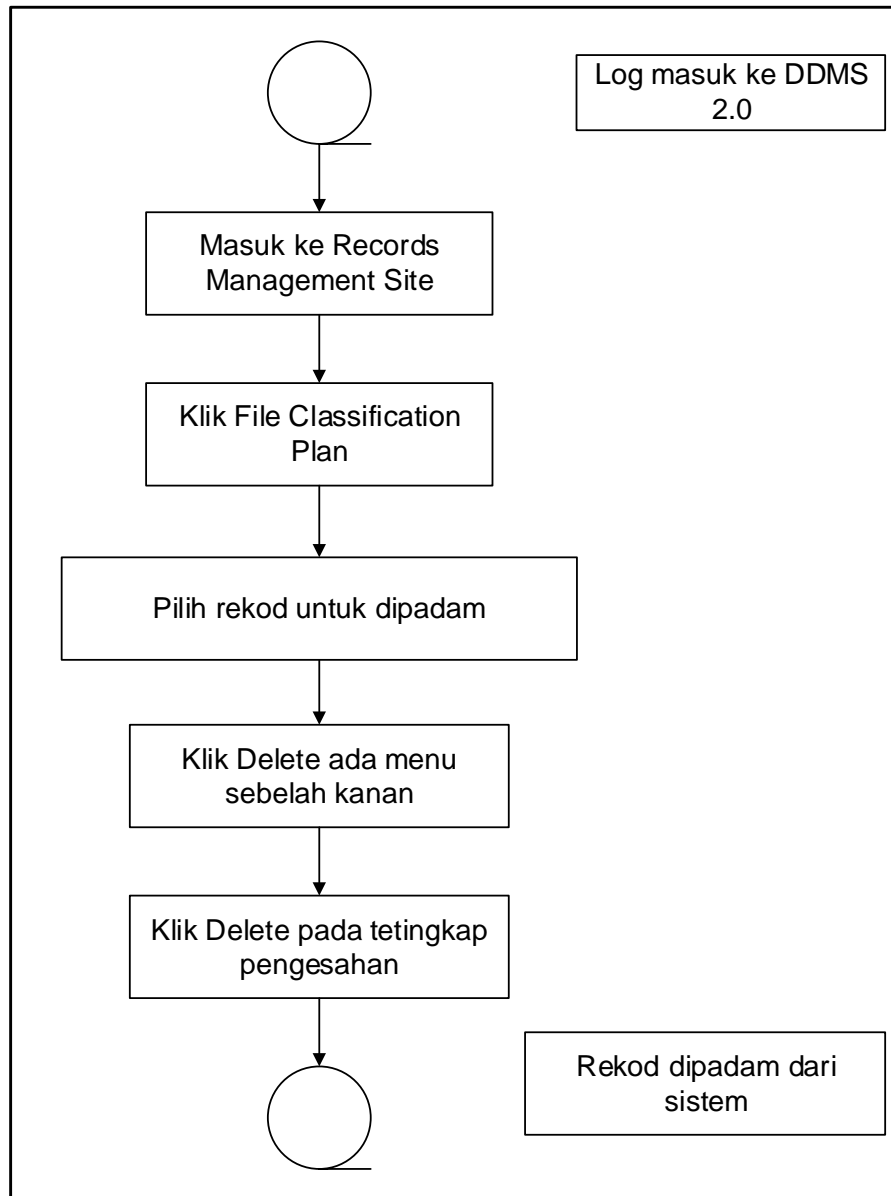 Log masuk ke DDMS
2.0
Masuk ke Records
Management Site
Klik File Classification
Plan
Pilih rekod untuk dipadam
Klik Delete ada menu
sebelah kanan
Klik Delete pada tetingkap
pengesahan
Rekod dipadam dari
sistem